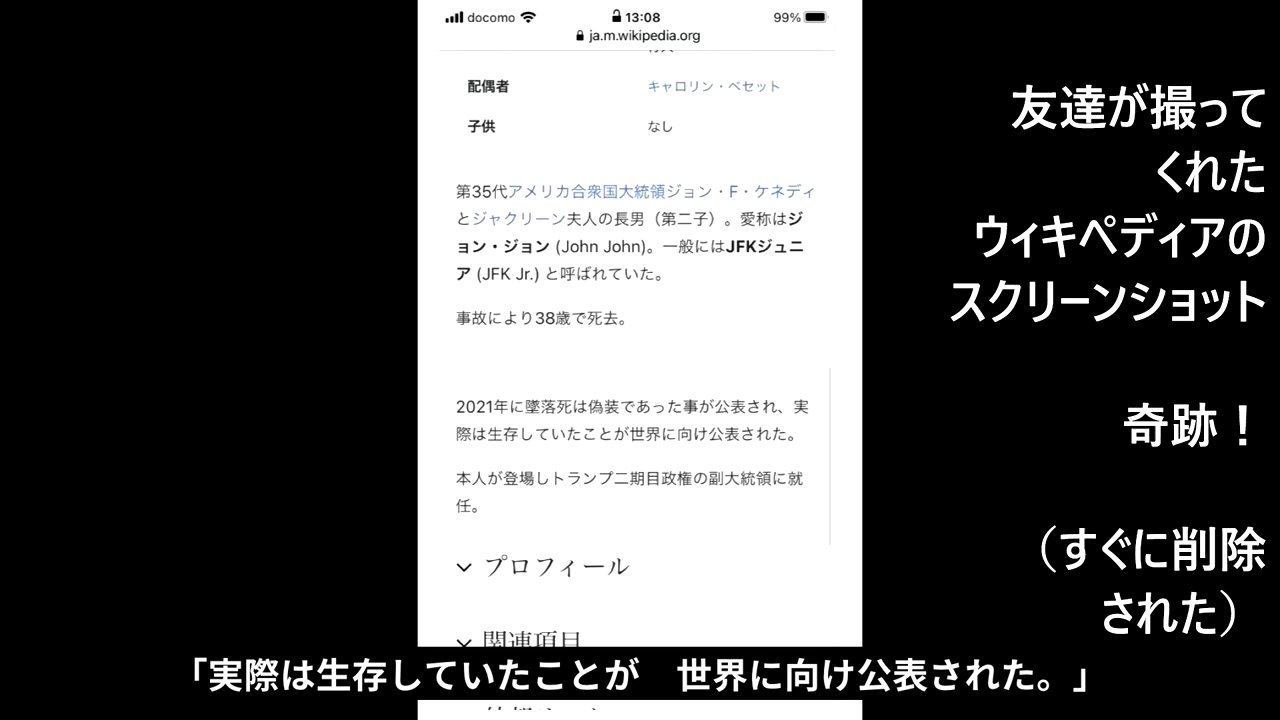 docomo 13:08 99%
ja.m.wikipedia.org
配偶者 キャロリン・ベセット
子供 なし
第35代アメリカ合衆国大統領ジョン・F・ケネディ
とジャクリーン夫人の長男（第二子）。愛称はジ
ョン・ジョン (John John)。一般にはJFKジュニ
ア (JFK Jr.) と呼ばれていた。
事故により38歳で死去。
2021年に墜落死は偽装であった事が公表され、実
際は生存していたことが世界に向け公表された。
本人が登場しトランプ二期目政権の副大統領に就
任。
プロフィール
関連項目
友達が撮って
くれた
ウィキペディアの
スクリーンショット
奇跡！
（すぐに削除
された）
「実際は生存していたことが　世界に向け公表された。」